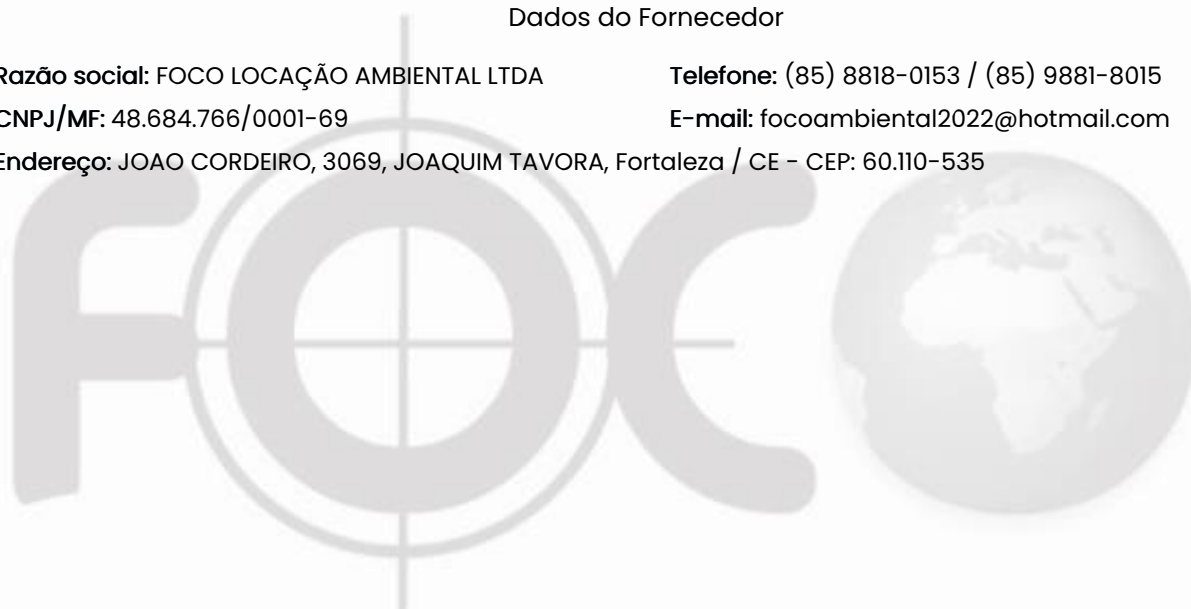 Dados do Fornecedor
Razão social: FOCO LOCAÇÃO AMBIENTAL LTDA Telefone: (85) 8818-0153 / (85) 9881-8015
CNPJ/MF: 48.684.766/0001-69 E-mail: focoambiental2022@hotmail.com
Endereço: JOAO CORDEIRO, 3069, JOAQUIM TAVORA, Fortaleza / CE - CEP: 60.110-535
FOCO